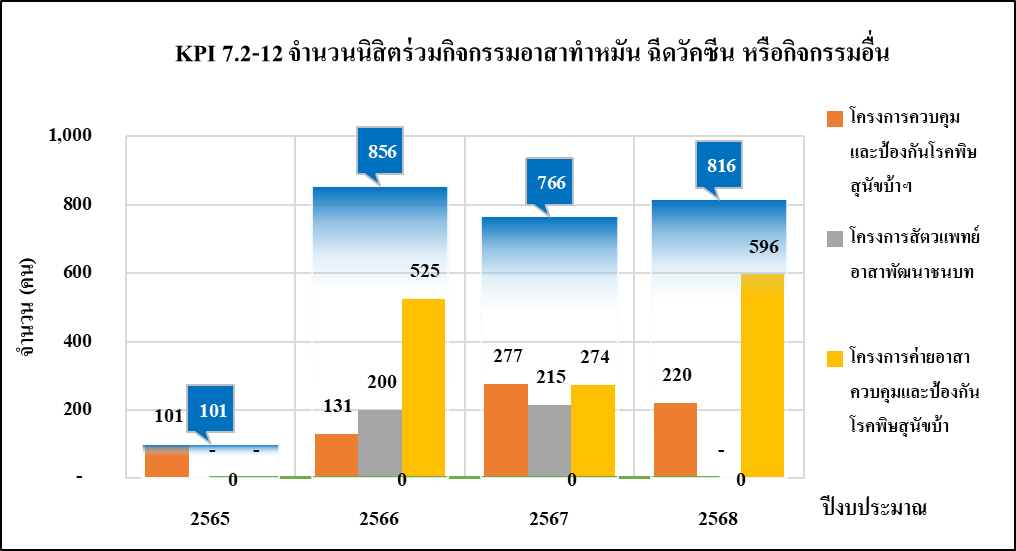 KPI 7.2-12 จำนวนนิสิตร่วมกิจกรรมอาสาทำหมัน ฉีดวัคซีน หรือกิจกรรมอื่น
จำนวน (คน)
1,000
800
600
400
200
-
101
101
-
-
0
856
131
200
525
0
766
277
215
274
0
816
220
-
596
0
2565
2566
2567
2568
ปีงบประมาณ
โครงการควบคุม
และป้องกันโรคพิษ
สุนัขบ้าฯ
โครงการสัตวแพทย์
อาสาพัฒนาชนบท
โครงการค่ายอาสา
ควบคุมและป้องกัน
โรคพิษสุนัขบ้า